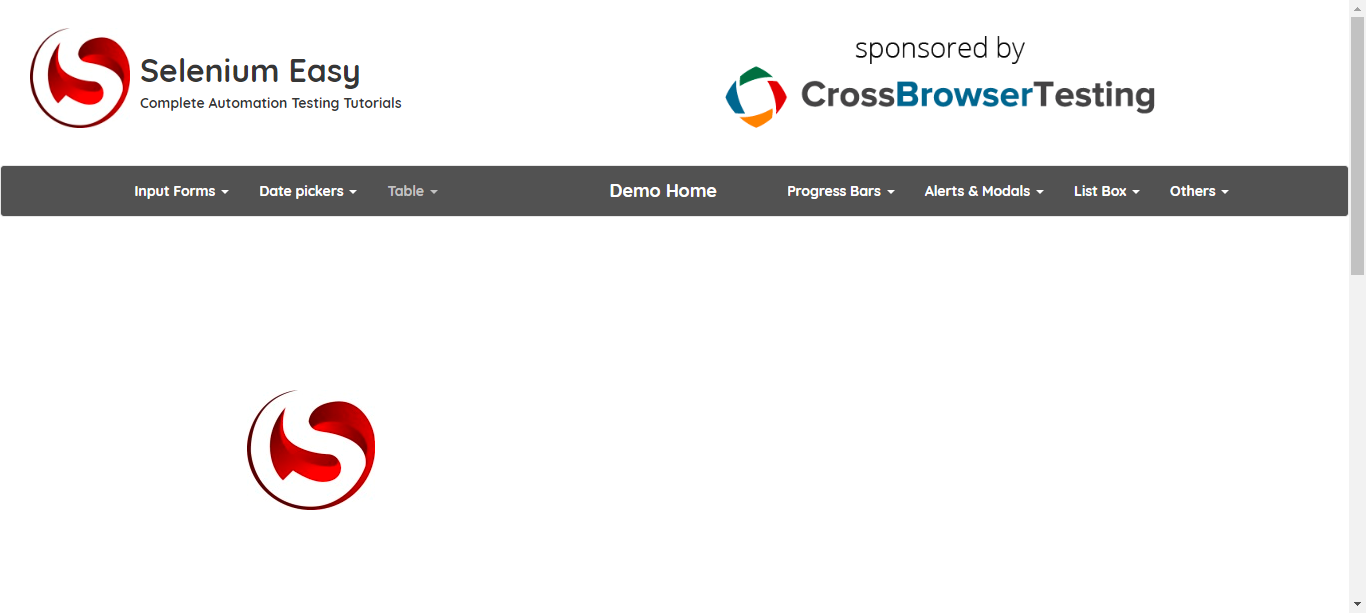 Selenium Easy
Complete Automation Testing Tutorials
sponsored by
CrossBrowserTesting
Input Forms Date pickers Table Demo Home Progress Bars Alerts & Modals List Box Others